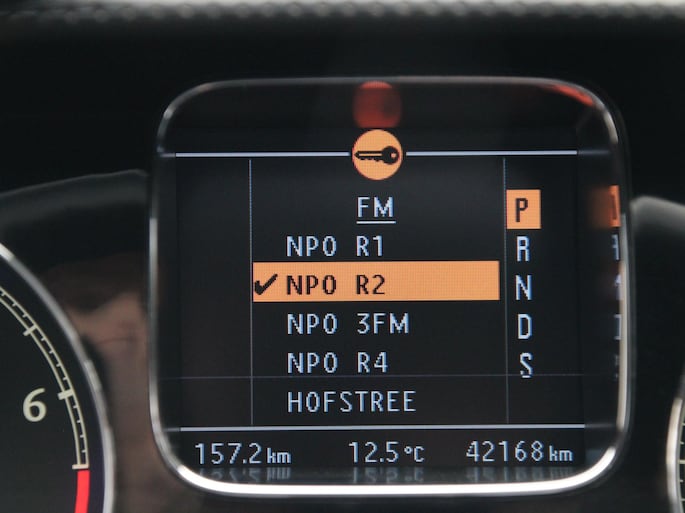 FM
NPO R1
✔ NPO R2
NPO 3FM
NPO R4
HOFSTREE
P
R
N
D
S
157.2 km 12.5 °C 42168 km
6